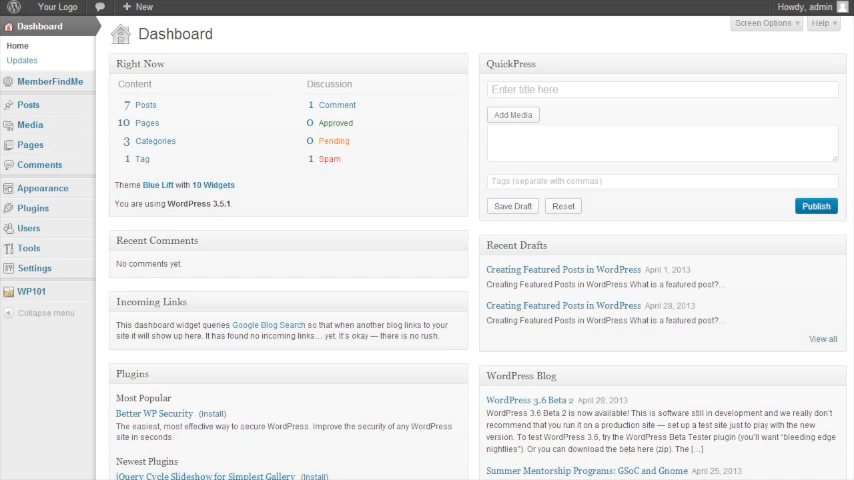 Your Logo
New
Howdy, admin
Dashboard
Home
Updates
MemberFindMe
Posts
Media
Pages
Comments
Appearance
Plugins
Users
Tools
Settings
WP101
Collapse menu
Screen Options
Help
Dashboard
Right Now
Content
Discussion
7 Posts
1 Comment
10 Pages
0 Approved
3 Categories
0 Pending
1 Tag
1 Spam
Theme Blue Lift with 10 Widgets
You are using WordPress 3.5.1.
Recent Comments
No comments yet.
Incoming Links
This dashboard widget queries Google Blog Search so that when another blog links to your
site it will show up here. It has found no incoming links… yet. It's okay — there is no rush.
Plugins
Most Popular
Better WP Security (Install)
The easiest, most effective way to secure WordPress. Improve the security of any WordPress
site in seconds.
Newest Plugins
jQuery Cycle Slideshow for Simplest Gallery (Install)
QuickPress
Enter title here
Add Media
Tags (separate with commas)
Save Draft
Reset
Publish
Recent Drafts
Creating Featured Posts in WordPress April 1, 2013
Creating Featured Posts in WordPress What is a featured post?…
Creating Featured Posts in WordPress April 28, 2013
Creating Featured Posts in WordPress What is a featured post?…
View all
WordPress Blog
WordPress 3.6 Beta 2 April 29, 2013
WordPress 3.6 Beta 2 is now available! This is software still in development and we really don't
recommend that you run it on a production site — set up a test site just to play with the new
version. To test WordPress 3.6, try the WordPress Beta Tester plugin (you'll want "bleeding edge
nightlies"). Or you can download the beta here (zip). The […]
Summer Mentorship Programs: GSoC and Gnome April 25, 2013